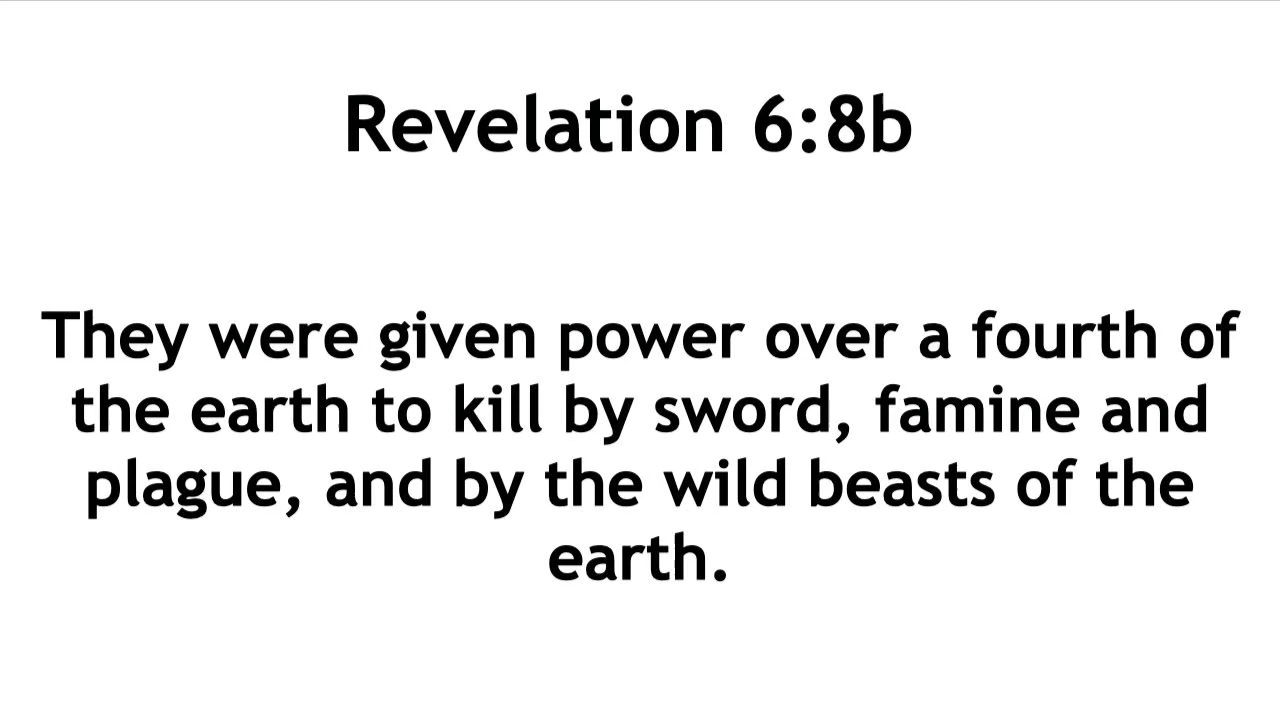 Revelation 6:8b
They were given power over a fourth of
the earth to kill by sword, famine and
plague, and by the wild beasts of the
earth.